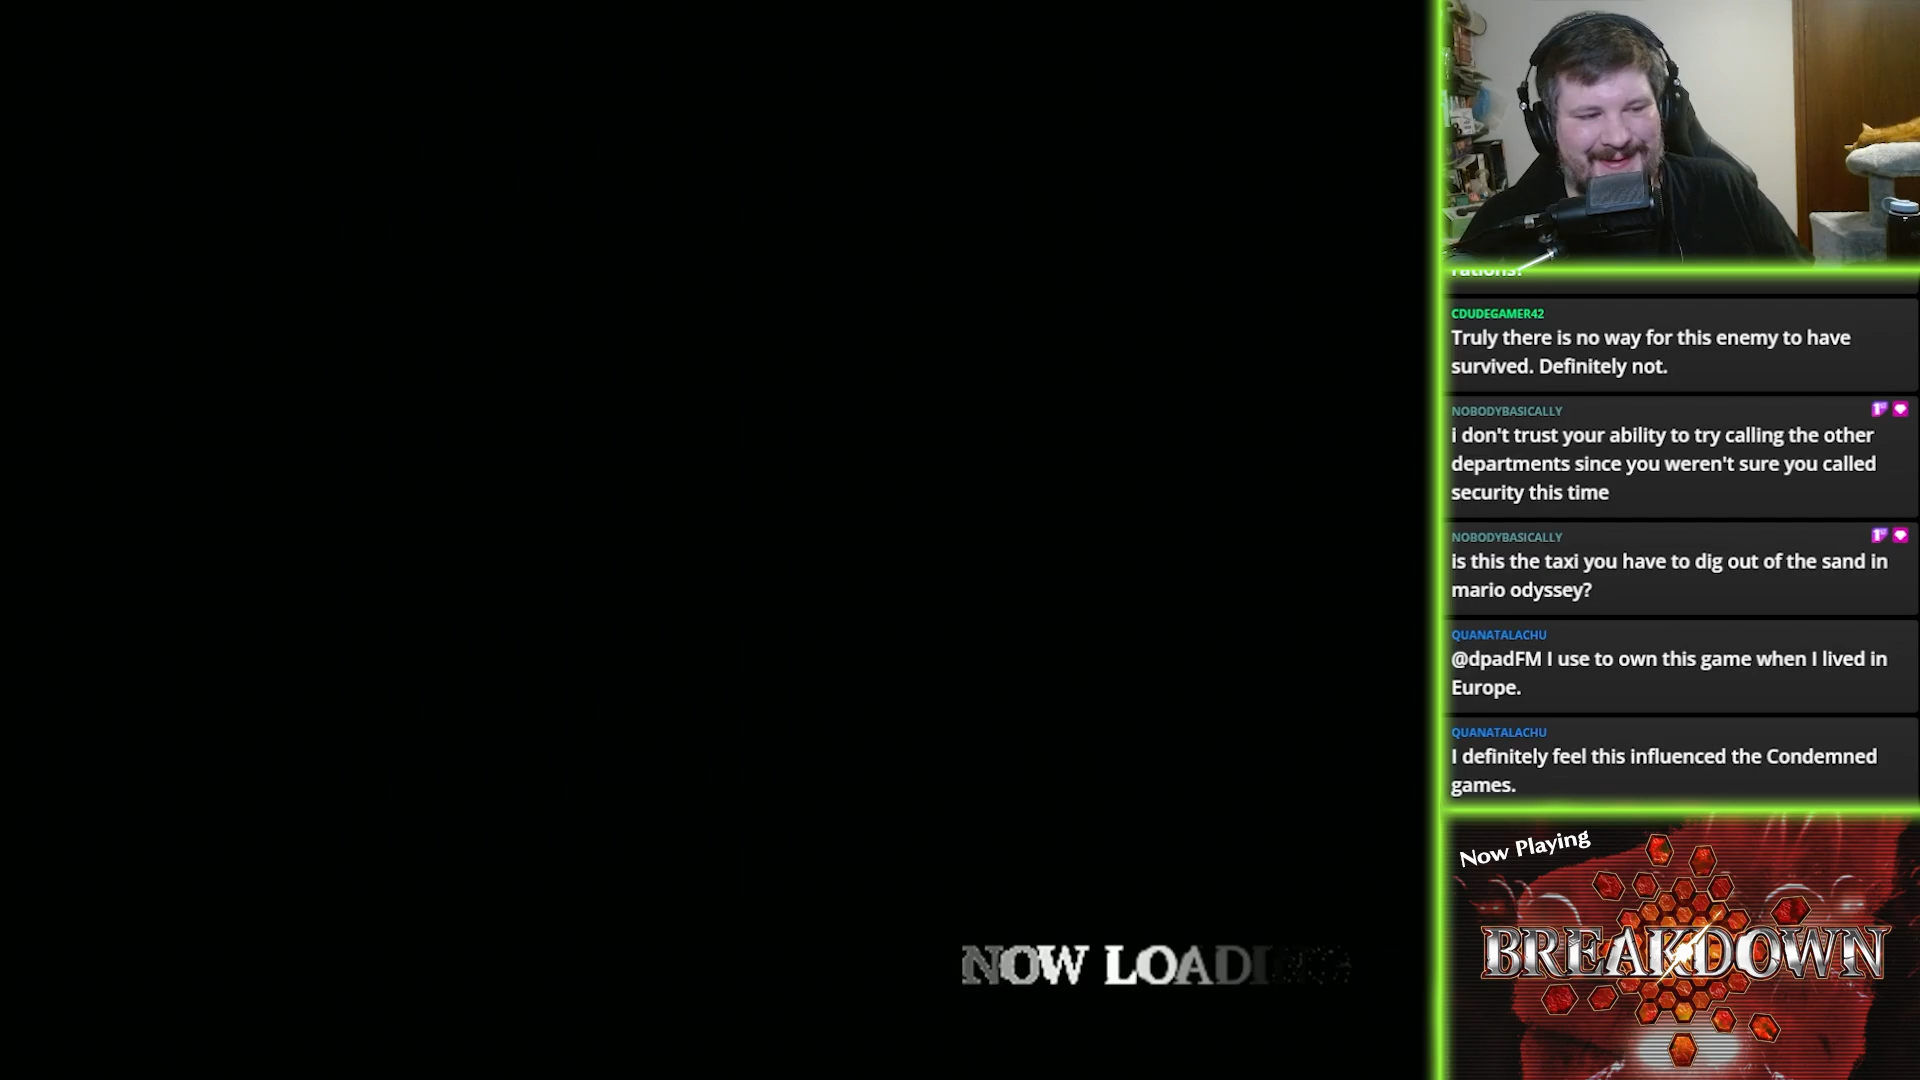 rations?
CDUDEGAMER42
Truly there is no way for this enemy to have
survived. Definitely not.
NOBODYBASICALLY
i don't trust your ability to try calling the other
departments since you weren't sure you called
security this time
NOBODYBASICALLY
is this the taxi you have to dig out of the sand in
mario odyssey?
QUANATALACHU
@dpadFM I use to own this game when I lived in
Europe.
QUANATALACHU
I definitely feel this influenced the Condemned
games.
Now Playing
BREAKDOWN
NOW LOADING